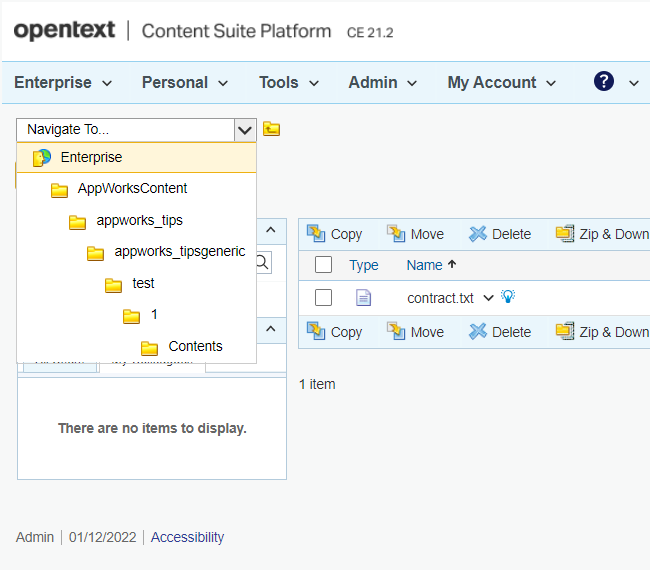 opentext | Content Suite Platform CE 21.2
Enterprise Personal Tools Admin My Account ?
Navigate To...
Enterprise
AppWorksContent
appworks_tips
appworks_tipsgeneric
test
1
Contents
Copy Move Delete Zip & Down
Type Name
contract.txt
Copy Move Delete Zip & Down
1 item
There are no items to display.
Admin | 01/12/2022 | Accessibility